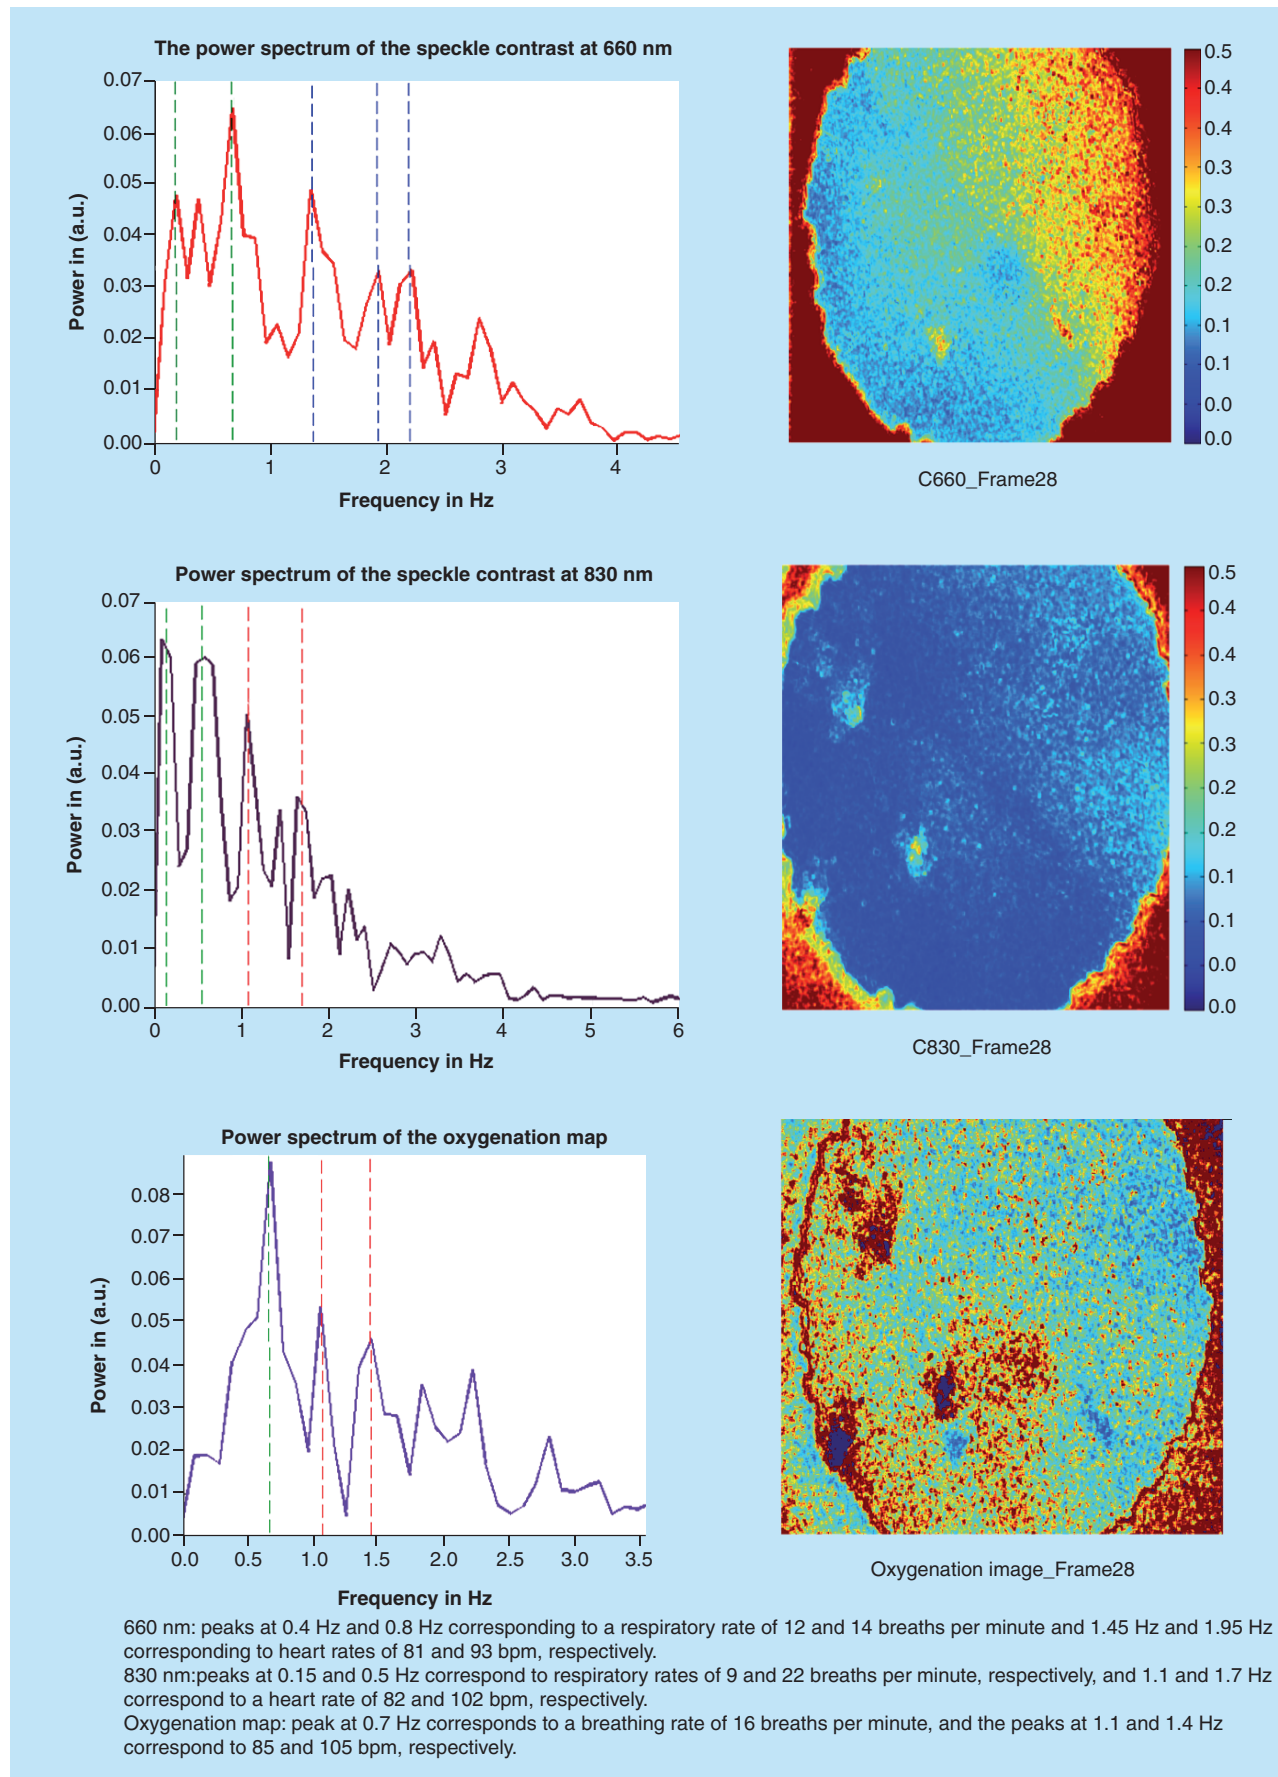 The power spectrum of the speckle contrast at 660 nm
0.07
0.06
0.05
0.04
0.03
0.02
0.01
0.00
Power in (a.u.)
0 1 2 3 4
Frequency in Hz
0.5
0.4
0.4
0.3
0.3
0.2
0.2
0.1
0.1
0.0
0.0
C660_Frame28
Power spectrum of the speckle contrast at 830 nm
0.07
0.06
0.05
0.04
0.03
0.02
0.01
0.00
Power in (a.u.)
0 1 2 3 4 5 6
Frequency in Hz
0.5
0.4
0.4
0.3
0.3
0.2
0.2
0.1
0.1
0.0
0.0
C830_Frame28
Power spectrum of the oxygenation map
0.08
0.07
0.06
0.05
0.04
0.03
0.02
0.01
0.00
Power in (a.u.)
0.0 0.5 1.0 1.5 2.0 2.5 3.0 3.5
Frequency in Hz
Oxygenation image_Frame28
660 nm: peaks at 0.4 Hz and 0.8 Hz corresponding to a respiratory rate of 12 and 14 breaths per minute and 1.45 Hz and 1.95 Hz
corresponding to heart rates of 81 and 93 bpm, respectively.
830 nm:peaks at 0.15 and 0.5 Hz correspond to respiratory rates of 9 and 22 breaths per minute, respectively, and 1.1 and 1.7 Hz
correspond to a heart rate of 82 and 102 bpm, respectively.
Oxygenation map: peak at 0.7 Hz corresponds to a breathing rate of 16 breaths per minute, and the peaks at 1.1 and 1.4 Hz
correspond to 85 and 105 bpm, respectively.